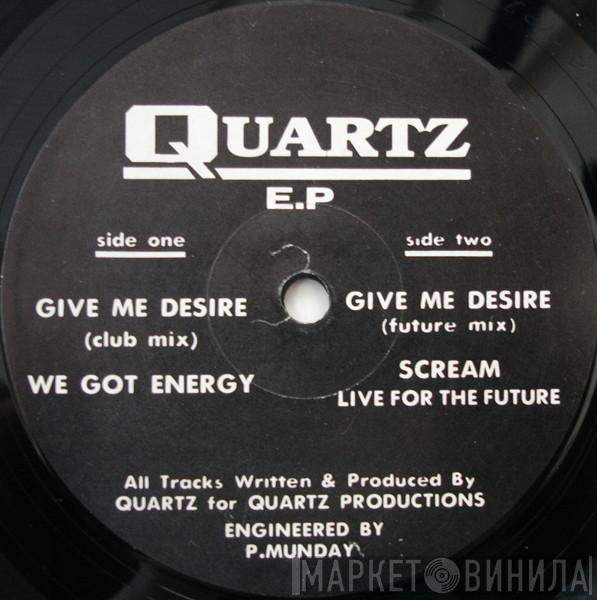 QUARTZ
E.P
side one
GIVE ME DESIRE
(club mix)
WE GOT ENERGY
side two
GIVE ME DESIRE
(future mix)
SCREAM
LIVE FOR THE FUTURE
All Tracks Written & Produced By
QUARTZ for QUARTZ PRODUCTIONS
ENGINEERED BY
P.MUNDAY
МАРКЕТ ВИНИЛА